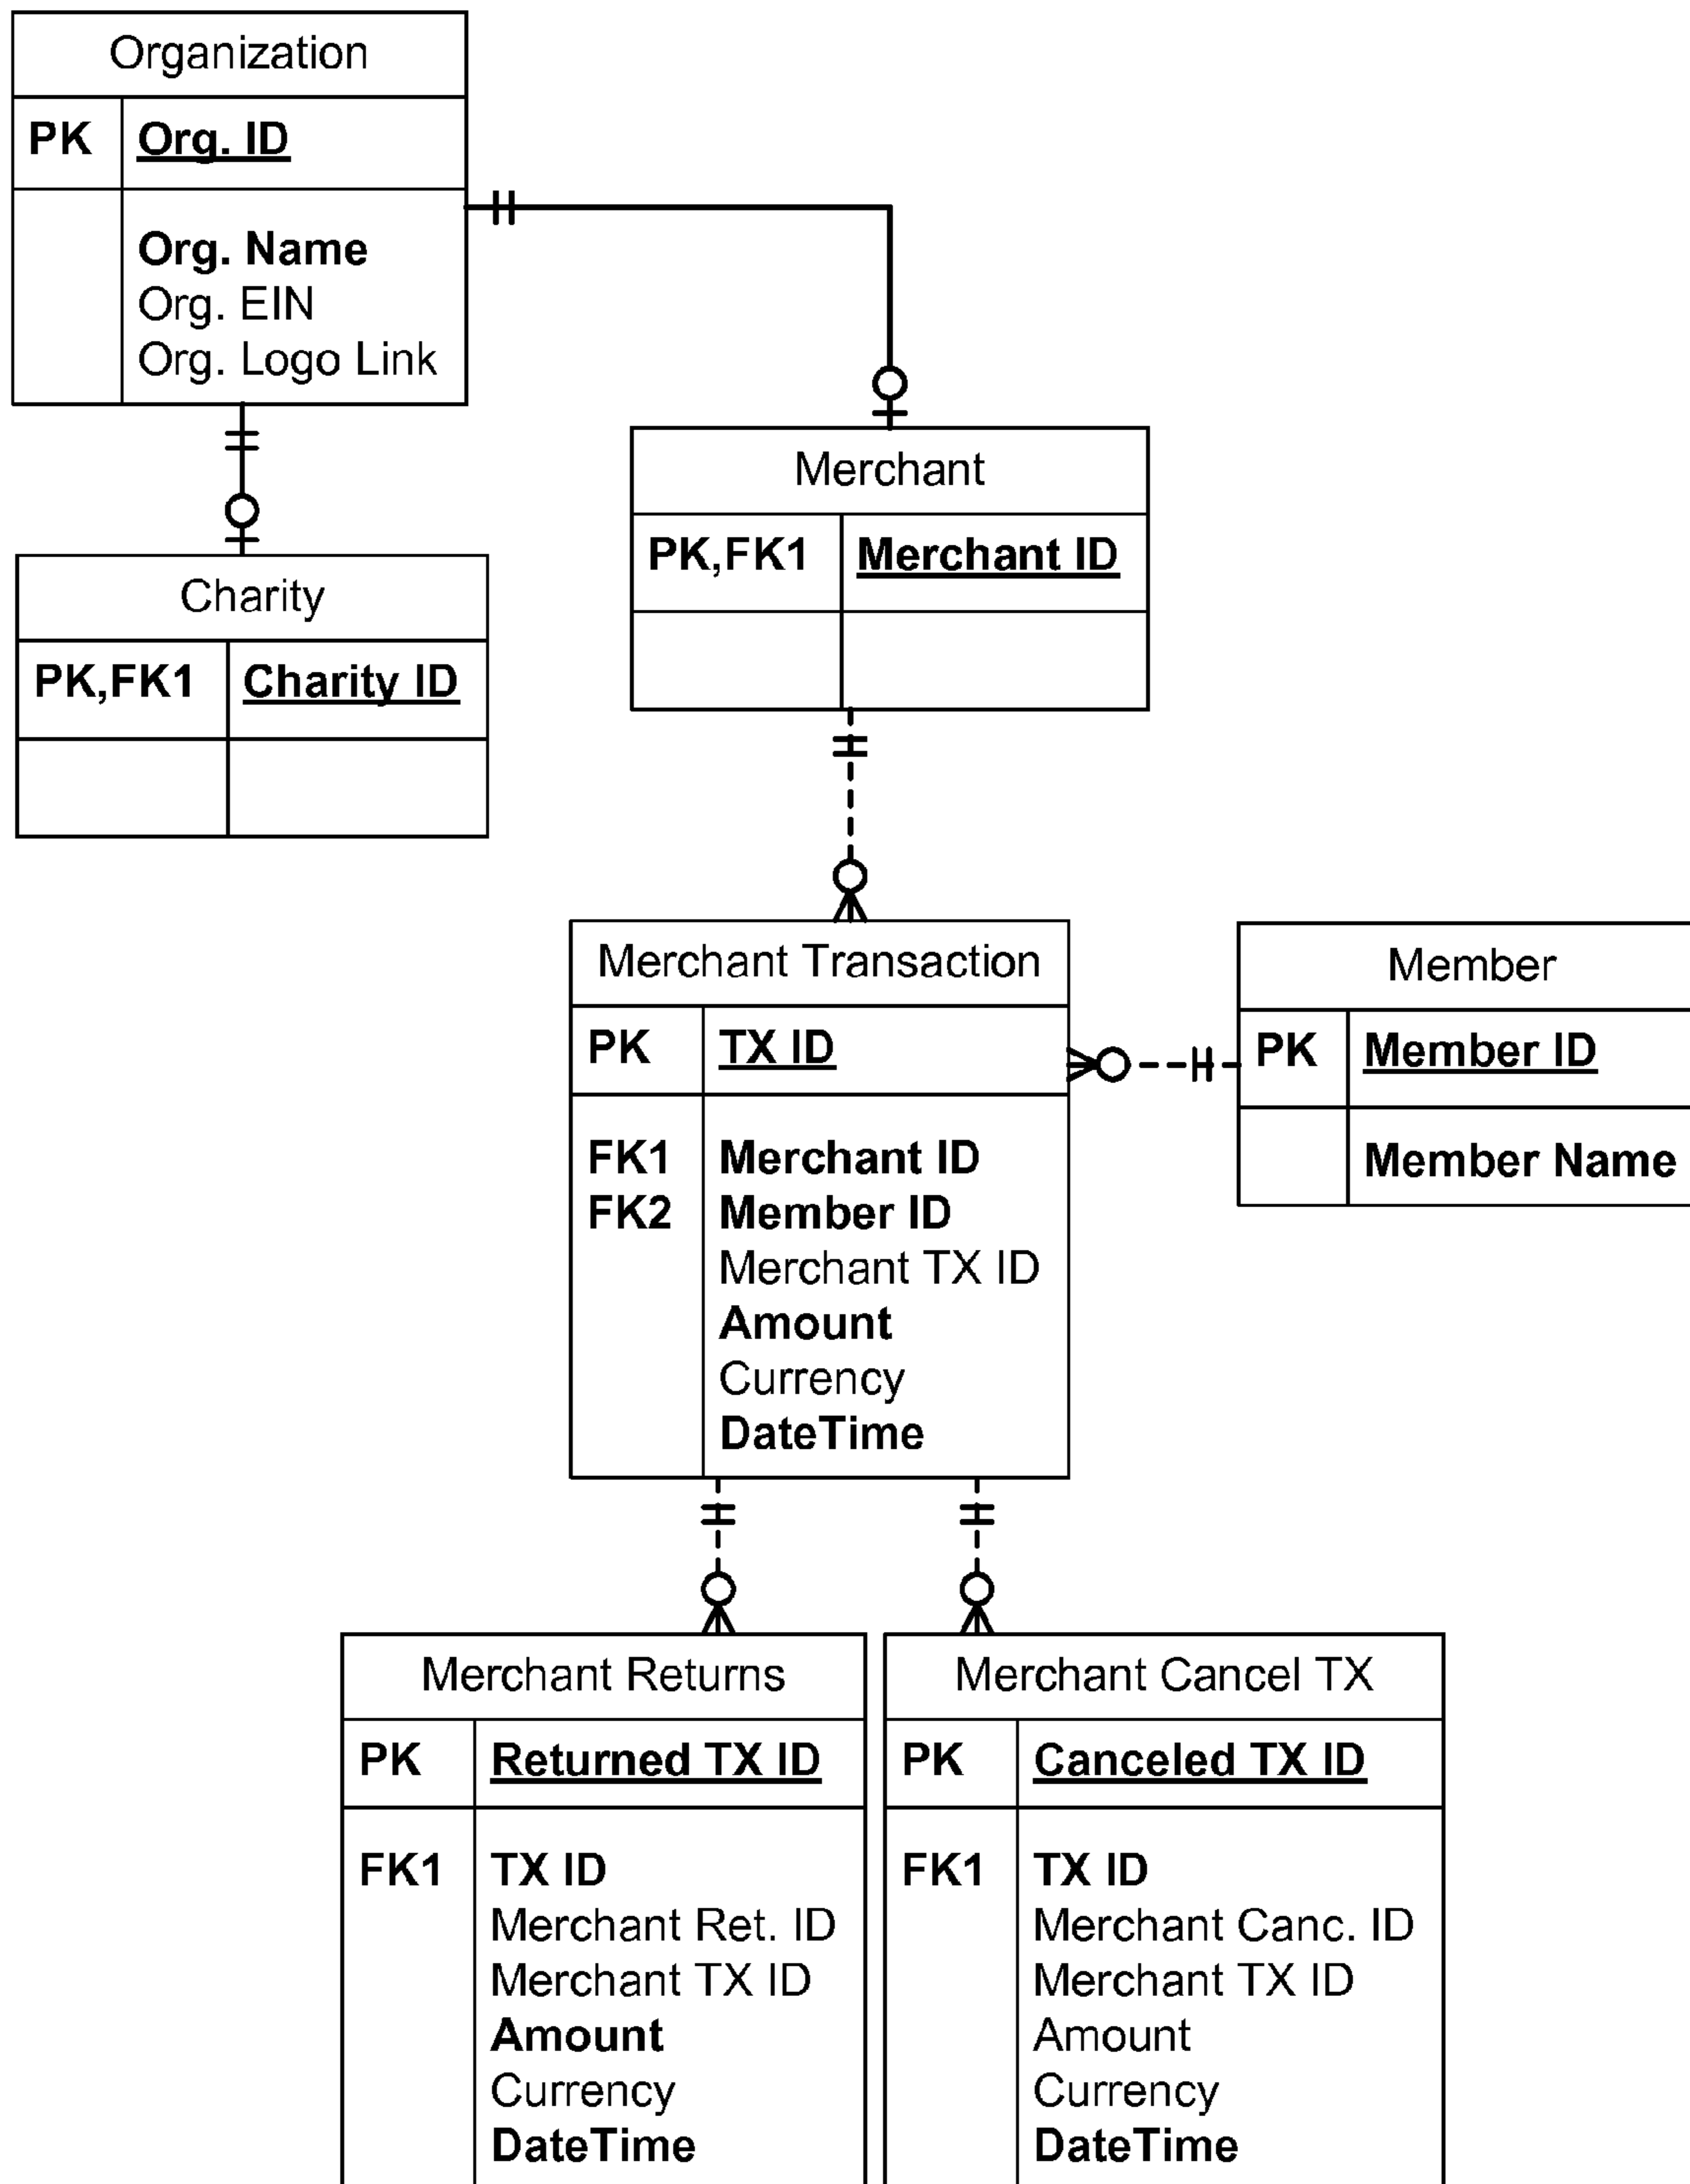 Organization
PK Org. ID
Org. Name
Org. EIN
Org. Logo Link
Merchant
PK,FK1 Merchant ID
Charity
PK,FK1 Charity ID
Merchant Transaction
PK TX ID
FK1 Merchant ID
FK2 Member ID
Merchant TX ID
Amount
Currency
DateTime
Member
PK Member ID
Member Name
Merchant Returns
PK Returned TX ID
FK1 TX ID
Merchant Ret. ID
Merchant TX ID
Amount
Currency
DateTime
Merchant Cancel TX
PK Canceled TX ID
FK1 TX ID
Merchant Canc. ID
Merchant TX ID
Amount
Currency
DateTime